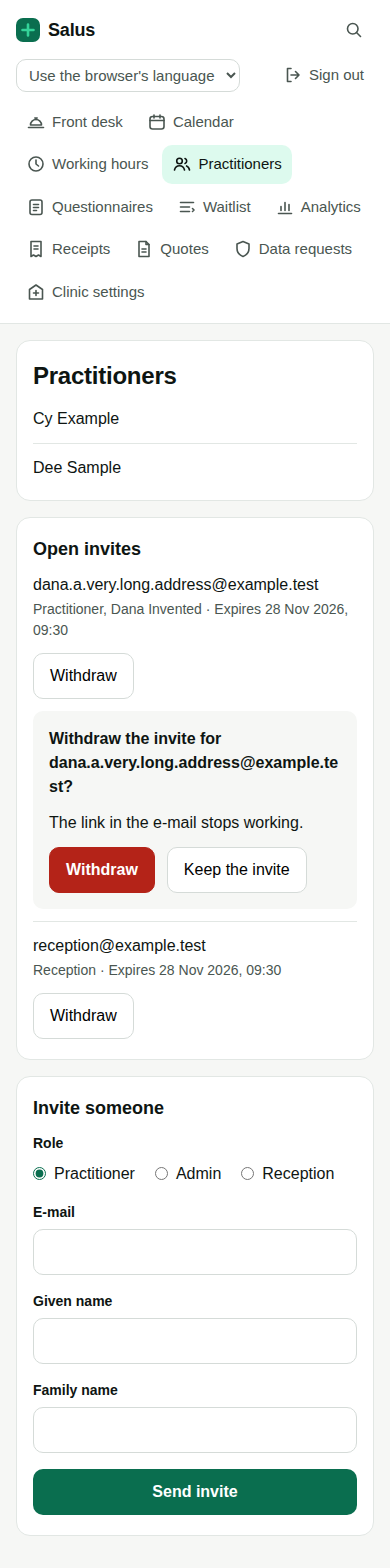 Salus
Use the browser's language
Sign out
Front desk
Calendar
Working hours
Practitioners
Questionnaires
Waitlist
Analytics
Receipts
Quotes
Data requests
Clinic settings
Practitioners
Cy Example
Dee Sample
Open invites
dana.a.very.long.address@example.test
Practitioner, Dana Invented · Expires 28 Nov 2026,
09:30
Withdraw
Withdraw the invite for
dana.a.very.long.address@example.te
st?
The link in the e-mail stops working.
Withdraw
Keep the invite
reception@example.test
Reception · Expires 28 Nov 2026, 09:30
Withdraw
Invite someone
Role
Practitioner
Admin
Reception
E-mail
Given name
Family name
Send invite